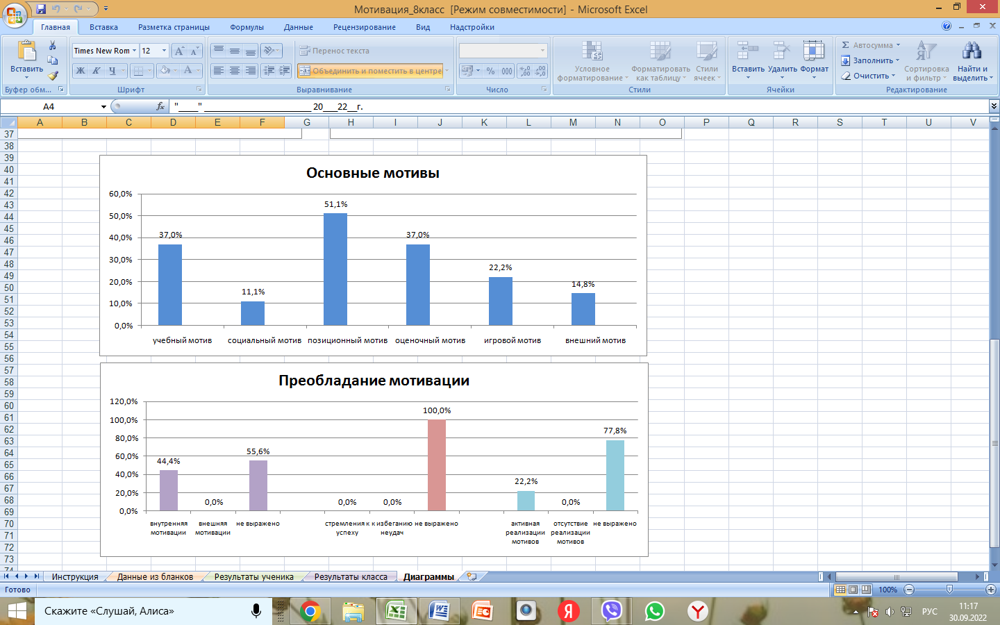 Мотивация_8класс [Режим совместимости] - Microsoft Excel
Главная Вставка Разметка страницы Формулы Данные Рецензирование Вид Надстройки
Вставить
Буфер обм...
Times New Rom 12
Ж К Ч
Шрифт
Перенос текста
Объединить и поместить в центре
Выравнивание
% 000
Число
Условное форматирование
Форматировать как таблицу
Стили ячеек
Стили
Вставить Удалить Формат
Ячейки
Σ Автосумма
Заполнить
Очистить
Сортировка и фильтр
Найти и выделить
Редактирование
A4 fx "____" ______________________ 20___22__г.
A B C D E F G H I J K L M N O P Q R S T U V
37
38
39
40
41
42
43
44
45
46
47
48
49
50
51
52
53
54
55
56
57
58
59
60
61
62
63
64
65
66
67
68
69
70
71
72
73
74
Основные мотивы
60,0%
50,0%
40,0%
30,0%
20,0%
10,0%
0,0%
37,0% 11,1% 51,1% 37,0% 22,2% 14,8%
учебный мотив социальный мотив позиционный мотив оценочный мотив игровой мотив внешний мотив
Преобладание мотивации
120,0%
100,0%
80,0%
60,0%
40,0%
20,0%
0,0%
44,4% 0,0% 55,6% 0,0% 0,0% 100,0% 22,2% 0,0% 77,8%
внутренняя внешняя не выражено стремления к к избеганию не выражено активная отсутствие не выражено
мотивации мотивации успеху неудач реализации реализации
мотивов мотивов
Инструкция Данные из бланков Результаты ученика Результаты класса Диаграммы
Готово 100%
Скажите «Слушай, Алиса»
Я
Y
РУС
11:17
30.09.2022